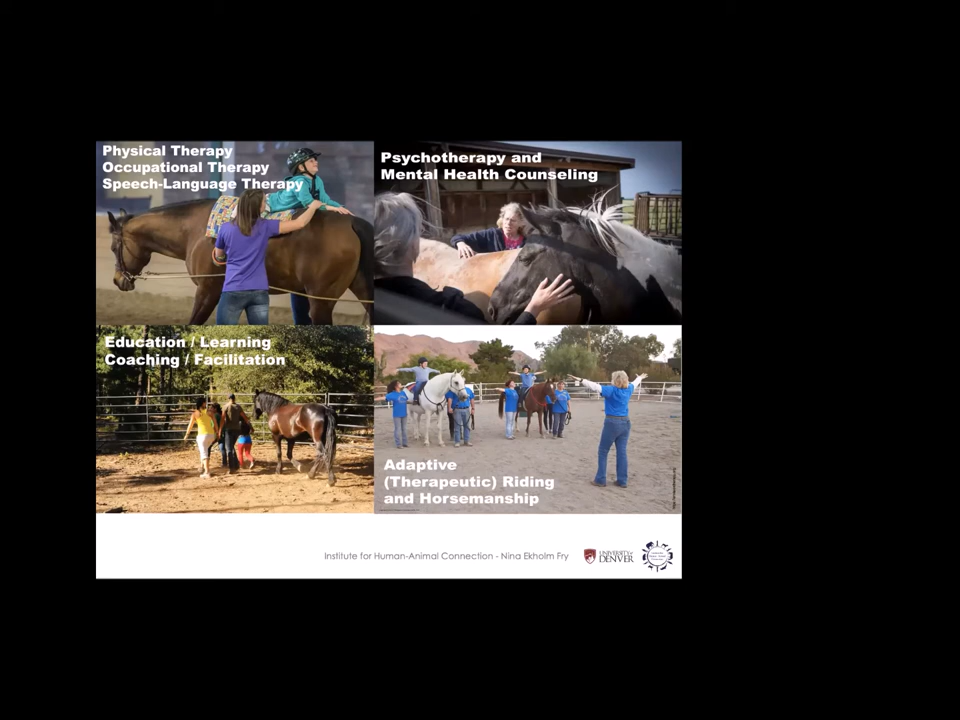 Physical Therapy
Occupational Therapy
Speech-Language Therapy
Psychotherapy and
Mental Health Counseling
Education / Learning
Coaching / Facilitation
Adaptive
(Therapeutic) Riding
and Horsemanship
Institute for Human-Animal Connection - Nina Ekholm Fry
UNIVERSITY of
DENVER